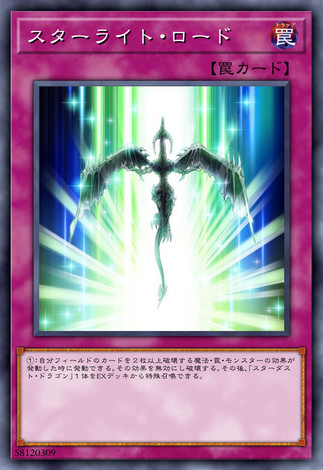 スターライト・ロード
トラップ
罠
【罠カード】
①:自分フィールドのカードを2枚以上破壊する魔法・罠・モンスターの効果が
発動した時に発動できる。その効果を無効にし破壊する。その後、「スターダス
ト・ドラゴン」1体をEXデッキから特殊召喚できる。
58120309